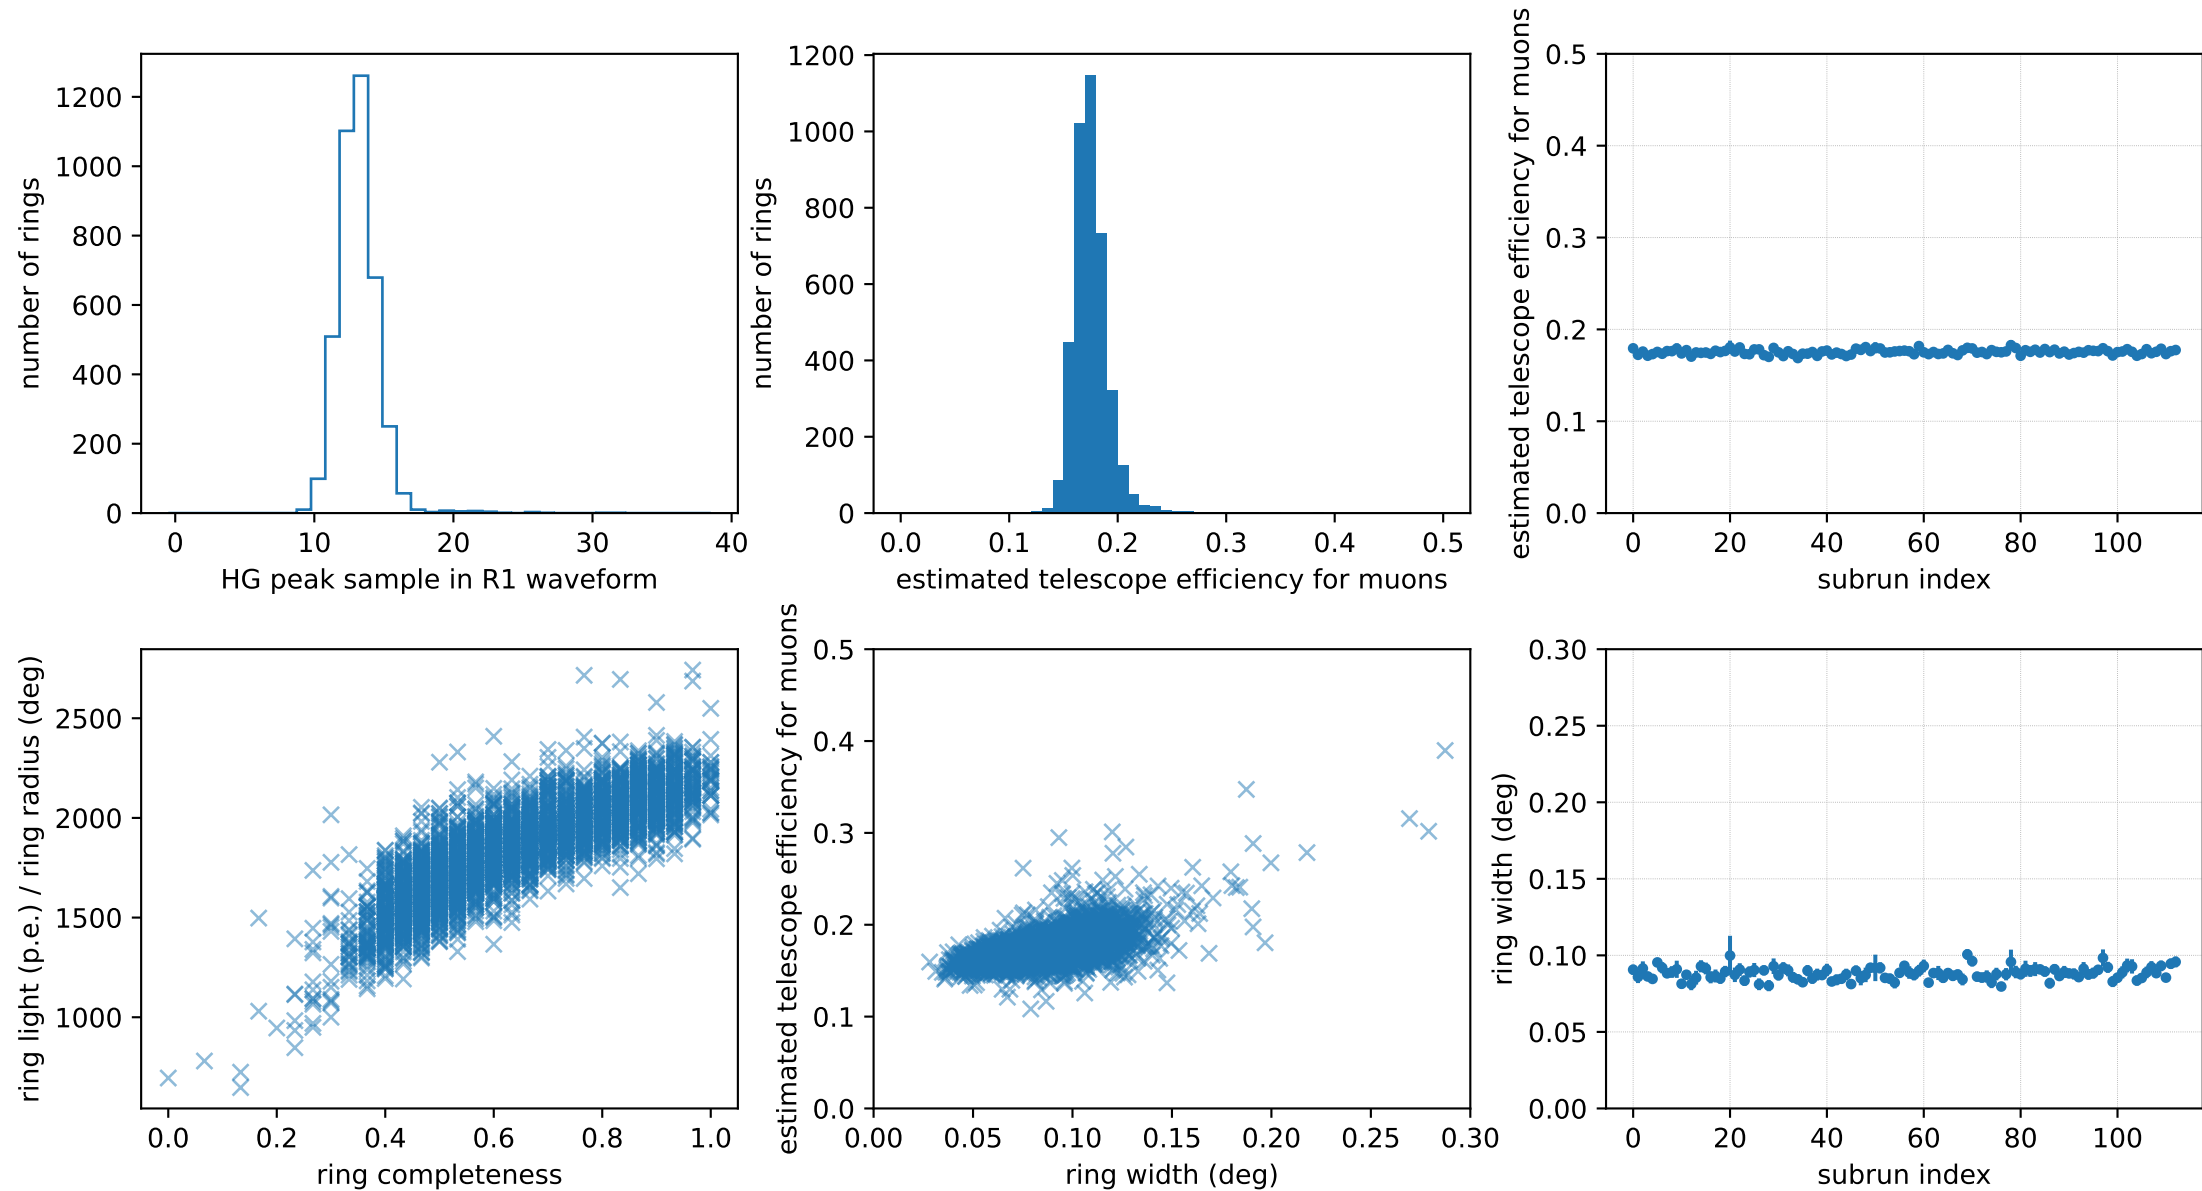 number of rings
0
200
400
600
800
1000
1200
0 10 20 30 40
HG peak sample in R1 waveform
number of rings
0
200
400
600
800
1000
1200
0.0 0.1 0.2 0.3 0.4 0.5
estimated telescope efficiency for muons
estimated telescope efficiency for muons
0.0
0.1
0.2
0.3
0.4
0.5
0 20 40 60 80 100
subrun index
ring light (p.e.) / ring radius (deg)
1000
1500
2000
2500
0.0 0.2 0.4 0.6 0.8 1.0
ring completeness
estimated telescope efficiency for muons
0.0
0.1
0.2
0.3
0.4
0.5
0.00 0.05 0.10 0.15 0.20 0.25 0.30
ring width (deg)
ring width (deg)
0.00
0.05
0.10
0.15
0.20
0.25
0.30
0 20 40 60 80 100
subrun index